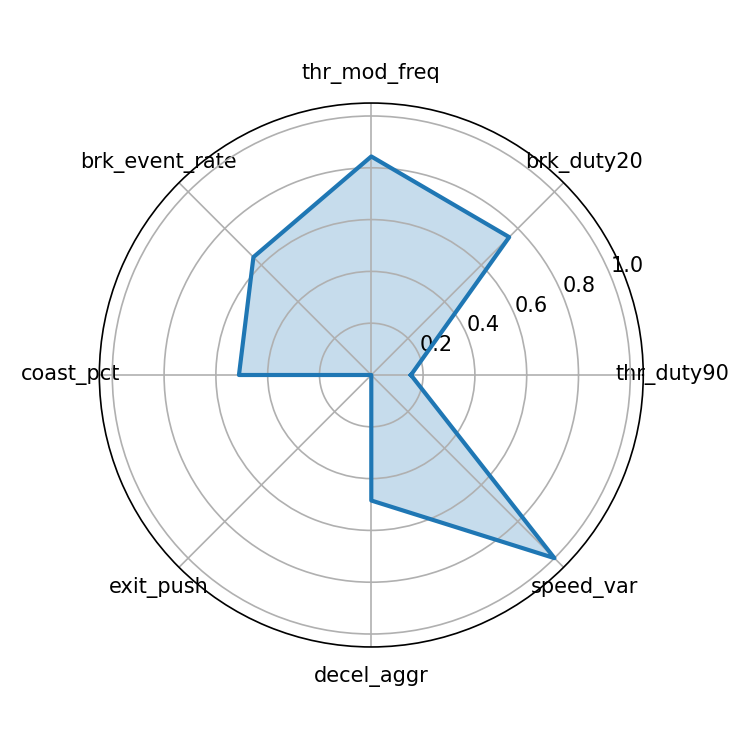 thr_mod_freq
brk_event_rate
brk_duty20
1.0
0.8
0.6
0.4
0.2
coast_pct
thr_duty90
exit_push
speed_var
decel_aggr